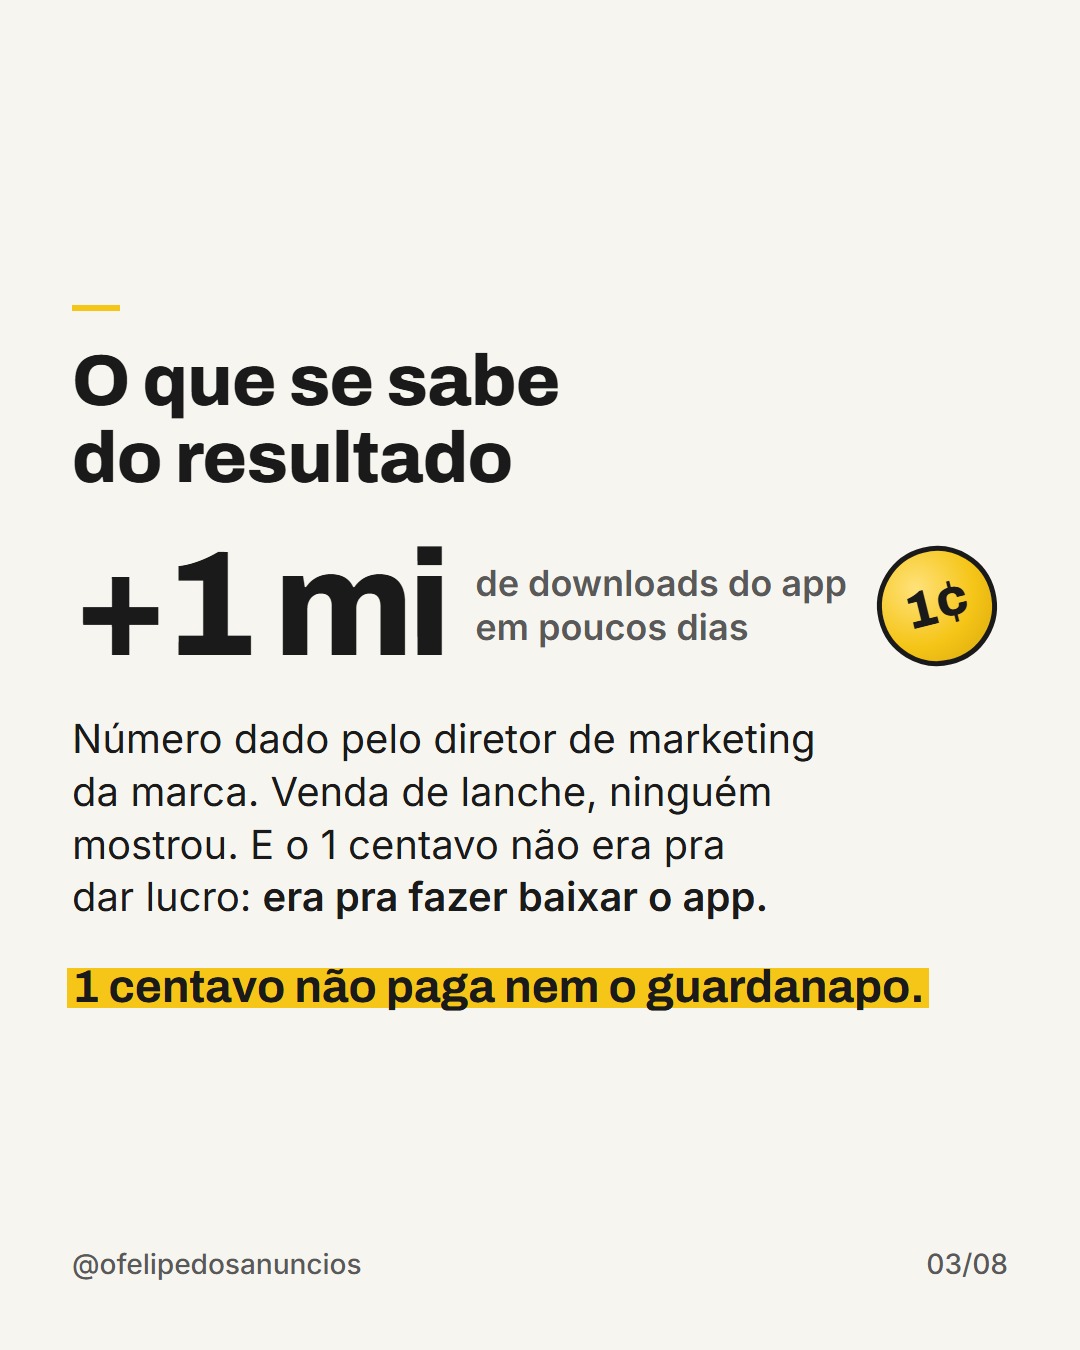 O que se sabe
do resultado
+1 mi
de downloads do app
em poucos dias
1¢
Número dado pelo diretor de marketing
da marca. Venda de lanche, ninguém
mostrou. E o 1 centavo não era pra
dar lucro: era pra fazer baixar o app.
1 centavo não paga nem o guardanapo.
@ofelipedosanuncios
03/08